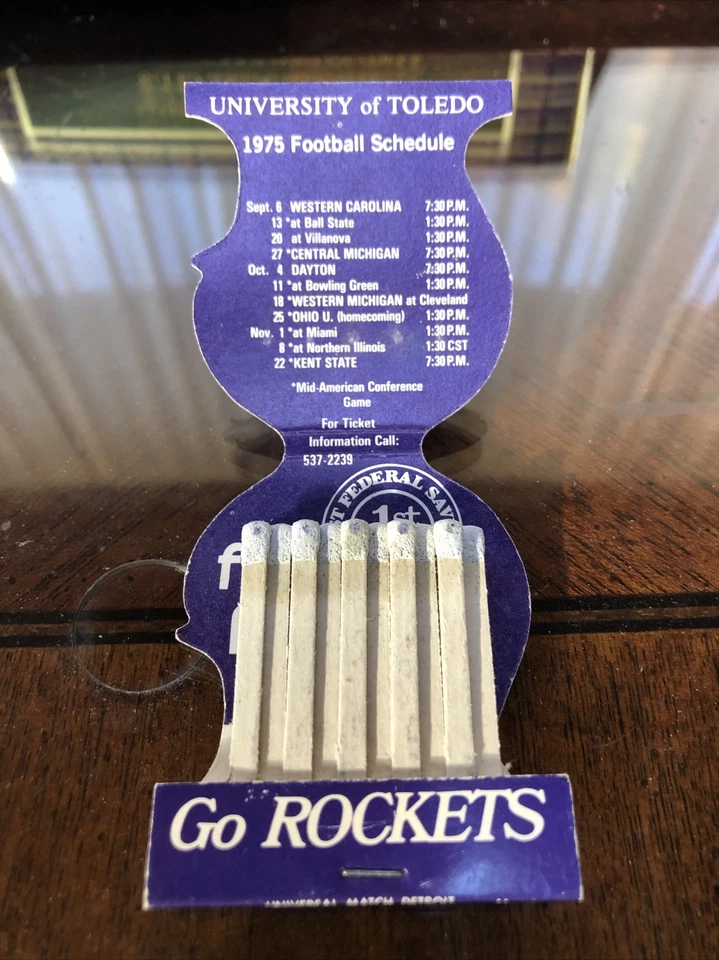 UNIVERSITY of TOLEDO
1975 Football Schedule
Sept. 6 WESTERN CAROLINA 7:30 P.M.
13 *at Ball State 1:30 P.M.
20 at Villanova 1:30 P.M.
27 *CENTRAL MICHIGAN 7:30 P.M.
Oct. 4 DAYTON 7:30 P.M.
11 *at Bowling Green 1:30 P.M.
18 *WESTERN MICHIGAN at Cleveland
25 *OHIO U. (homecoming) 1:30 P.M.
Nov. 1 *at Miami 1:30 P.M.
8 *at Northern Illinois 1:30 CST
22 *KENT STATE 7:30 P.M.
*Mid-American Conference
Game
For Ticket
Information Call:
537-2239
FEDERAL
1st
Go ROCKETS
UNIVERSAL MATCH DETROIT